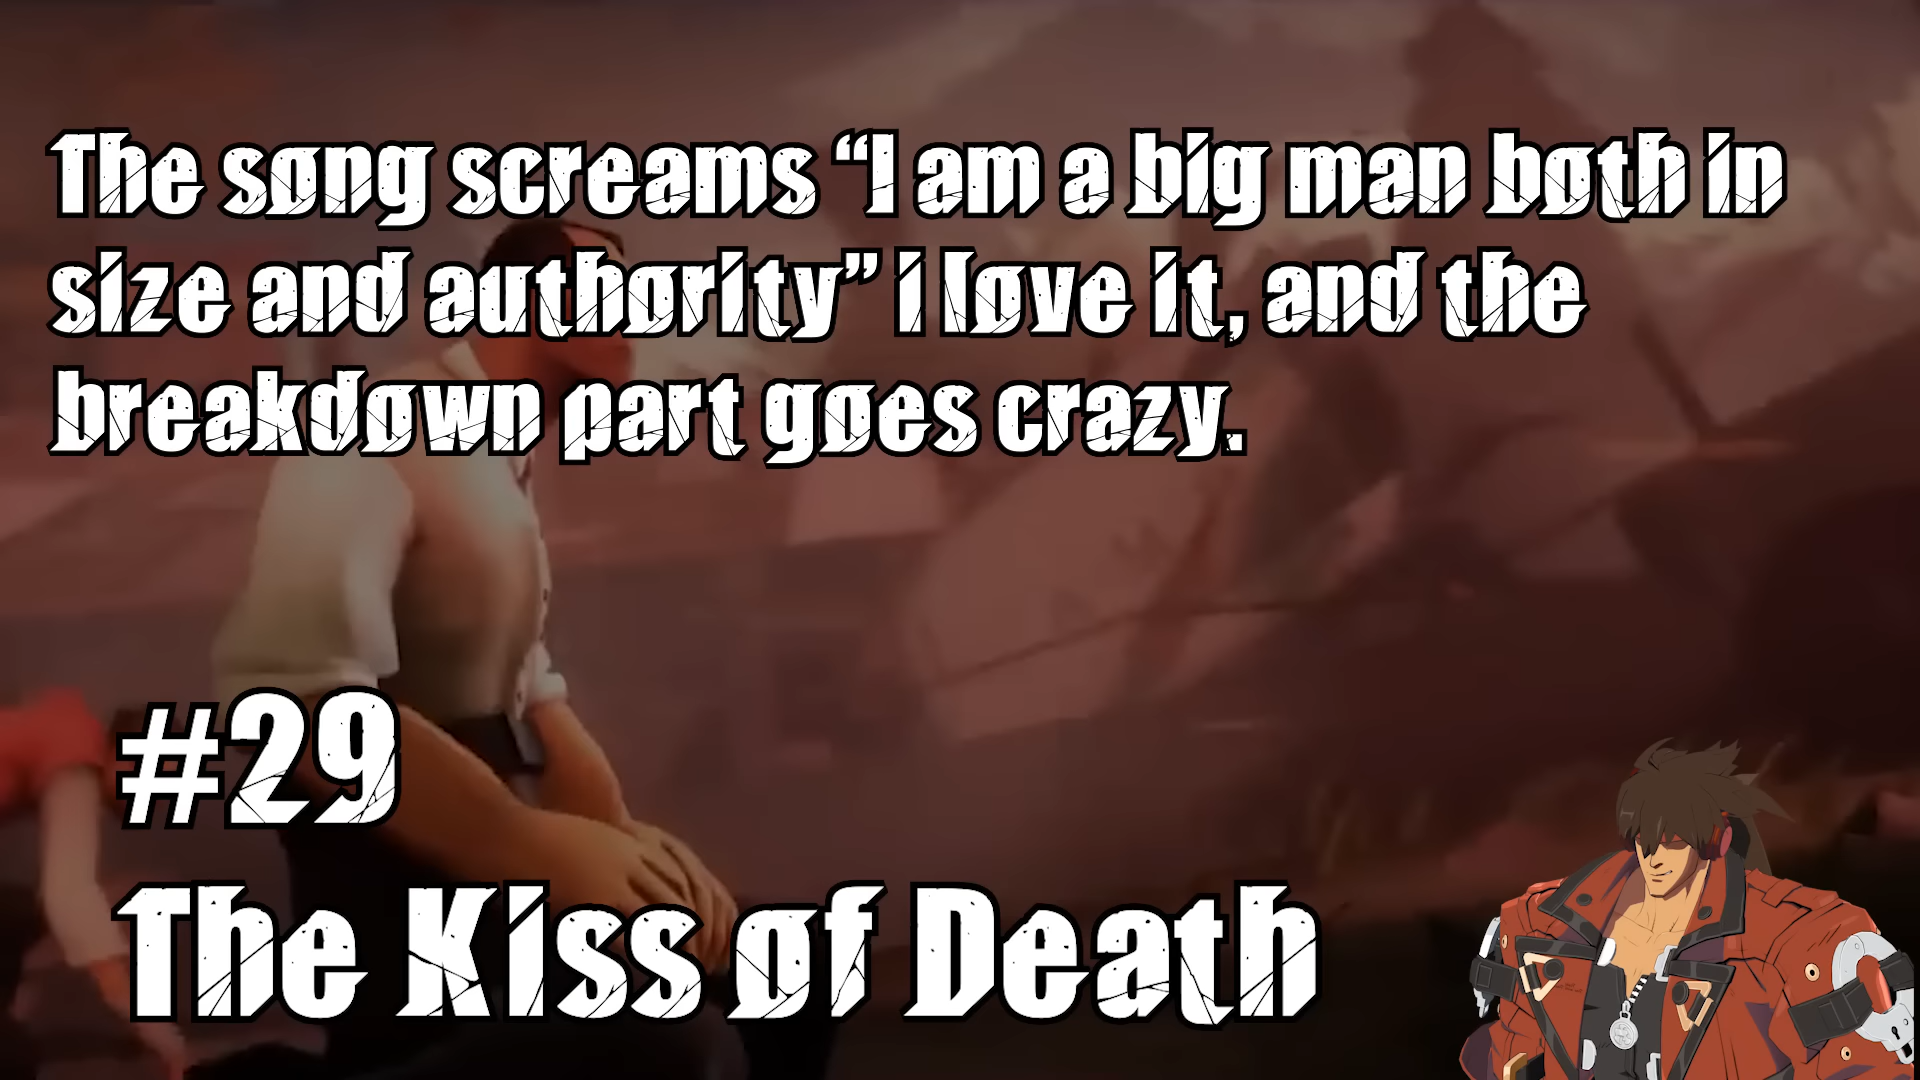 The song screams “I am a big man both in
size and authority” i love it, and the
breakdown part goes crazy.
#29
The Kiss of Death